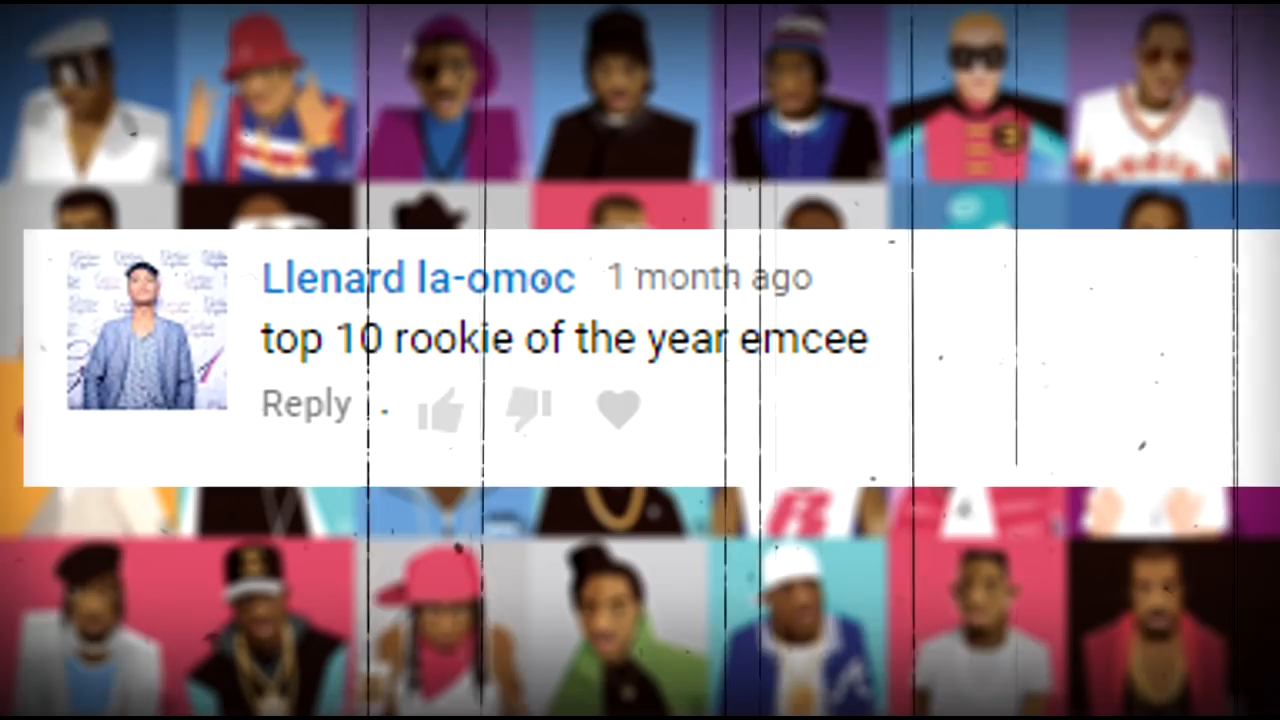 Llenard la-omoc 1 month ago
top 10 rookie of the year emcee
Reply